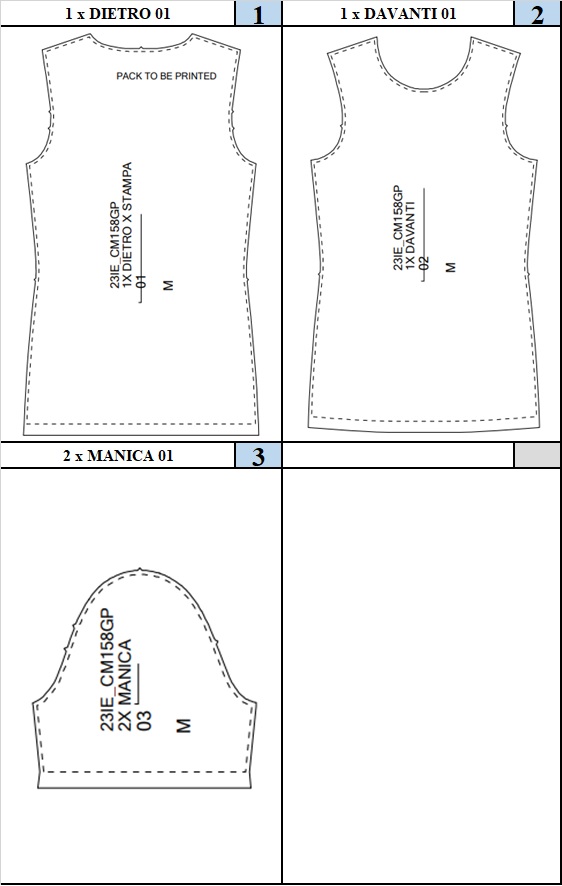 1 x DIETRO 01
1
PACK TO BE PRINTED
23IE_CM158GP
1X DIETRO X STAMPA
01
M
1 x DAVANTI 01
2
23IE_CM158GP
1X DAVANTI
02
M
2 x MANICA 01
3
23IE_CM158GP
2X MANICA
03
M